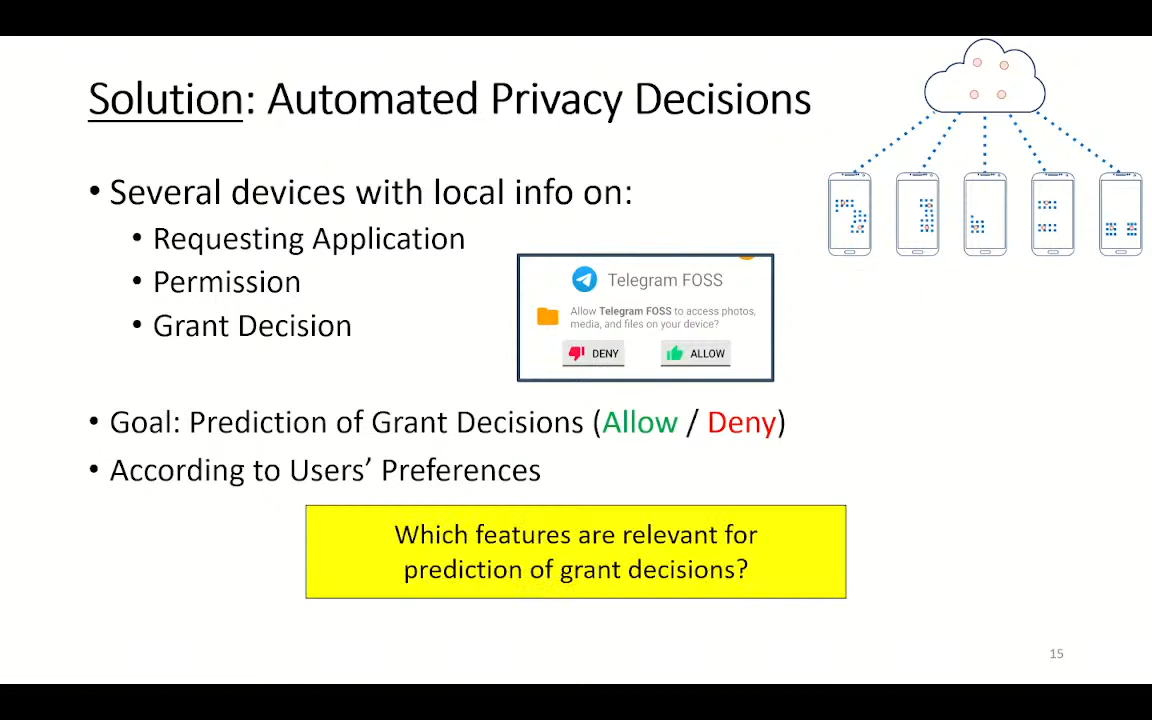 Solution: Automated Privacy Decisions
• Several devices with local info on:
• Requesting Application
• Permission
• Grant Decision
Telegram FOSS
Allow Telegram FOSS to access photos,
media, and files on your device?
DENY
ALLOW
• Goal: Prediction of Grant Decisions (Allow / Deny)
• According to Users’ Preferences
Which features are relevant for
prediction of grant decisions?
15